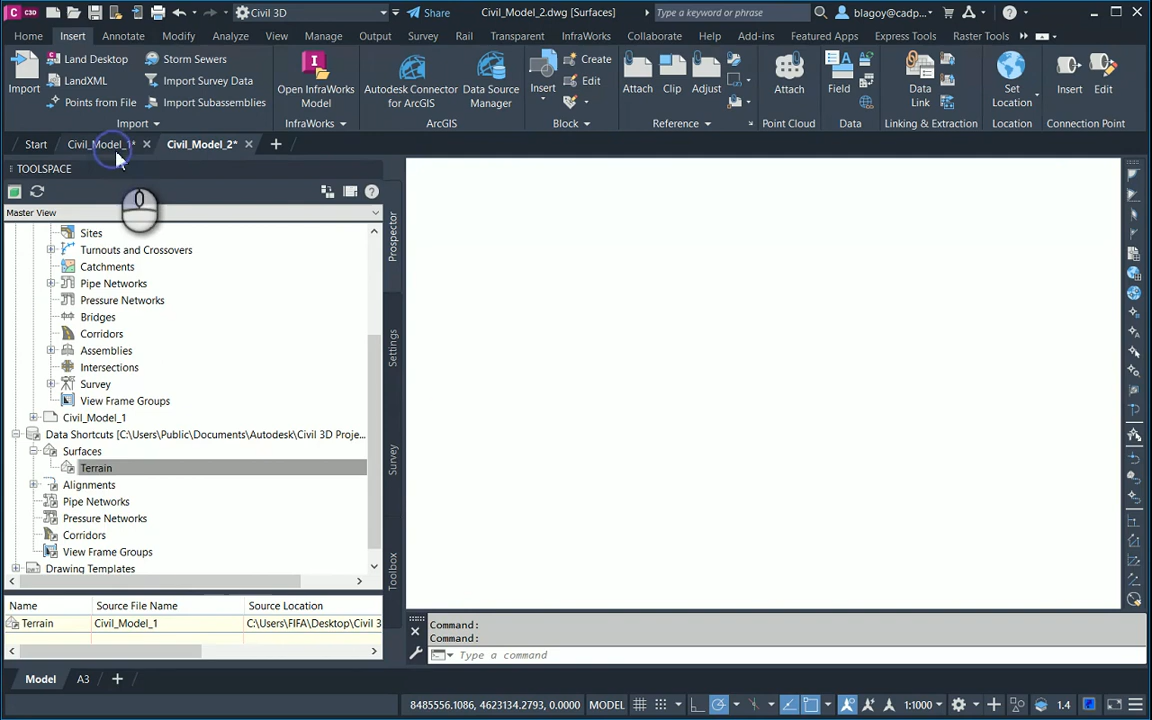 C3D
Civil 3D
Share
Civil_Model_2.dwg [Surfaces]
Type a keyword or phrase
blagoy@cadp...
Home Insert Annotate Modify Analyze View Manage Output Survey Rail Transparent InfraWorks Collaborate Help Add-ins Featured Apps Express Tools Raster Tools
Import
Land Desktop
LandXML
Points from File
Storm Sewers
Import Survey Data
Import Subassemblies
Open InfraWorks Model
Autodesk Connector for ArcGIS
Data Source Manager
Insert
Create
Edit
Attach Clip Adjust
Attach
Field
Data Link
Set Location
Insert Edit
Import InfraWorks ArcGIS Block Reference Point Cloud Data Linking & Extraction Location Connection Point
Start Civil_Model_1* Civil_Model_2*
TOOLSPACE
Master View
Sites
Turnouts and Crossovers
Catchments
Pipe Networks
Pressure Networks
Bridges
Corridors
Assemblies
Intersections
Survey
View Frame Groups
Civil_Model_1
Data Shortcuts [C:\Users\Public\Documents\Autodesk\Civil 3D Proje...
Surfaces
Terrain
Alignments
Pipe Networks
Pressure Networks
Corridors
View Frame Groups
Drawing Templates
Prospector
Settings
Survey
Toolbox
Name Source File Name Source Location
Terrain Civil_Model_1 C:\Users\FIFA\Desktop\Civil 3
Command:
Command:
Type a command
Model A3
8485556.1086, 4623134.2793, 0.0000 MODEL 1:1000 1.4